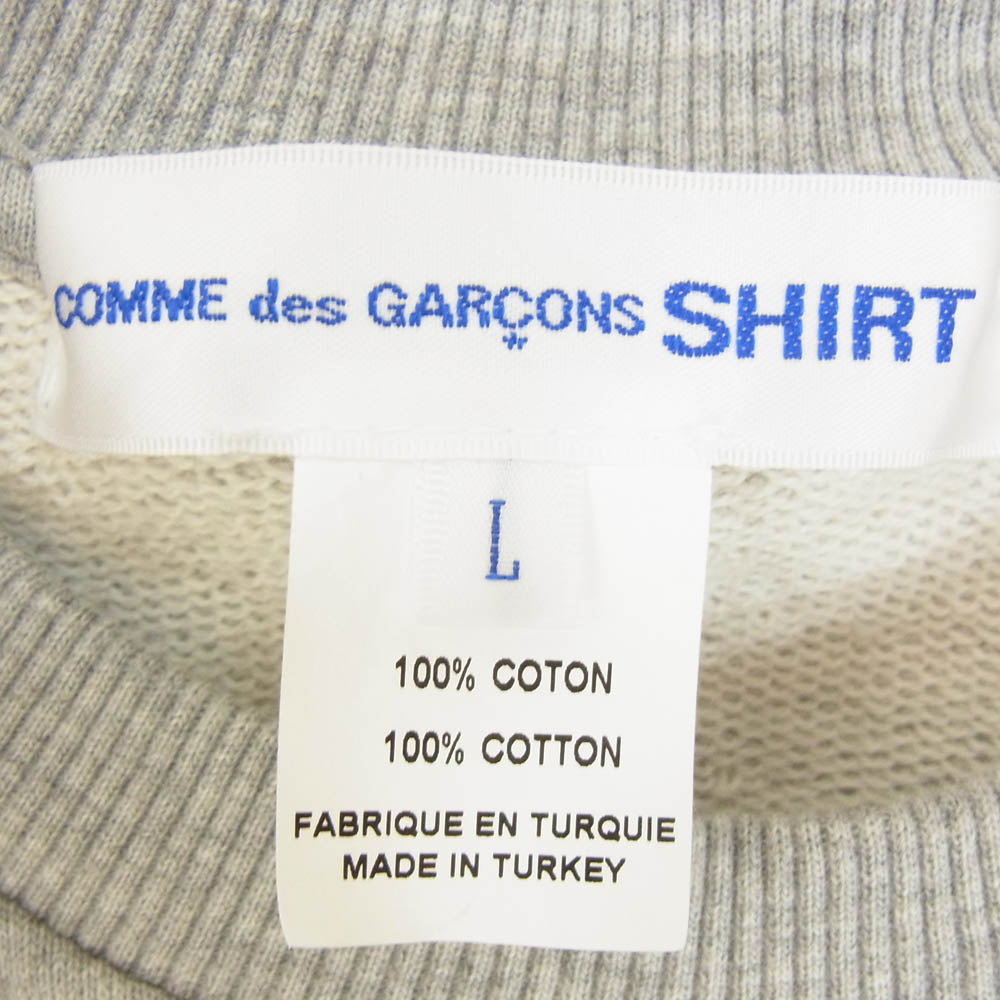 COMME des GARÇONS SHIRT
L
100% COTON
100% COTTON
FABRIQUE EN TURQUIE
MADE IN TURKEY